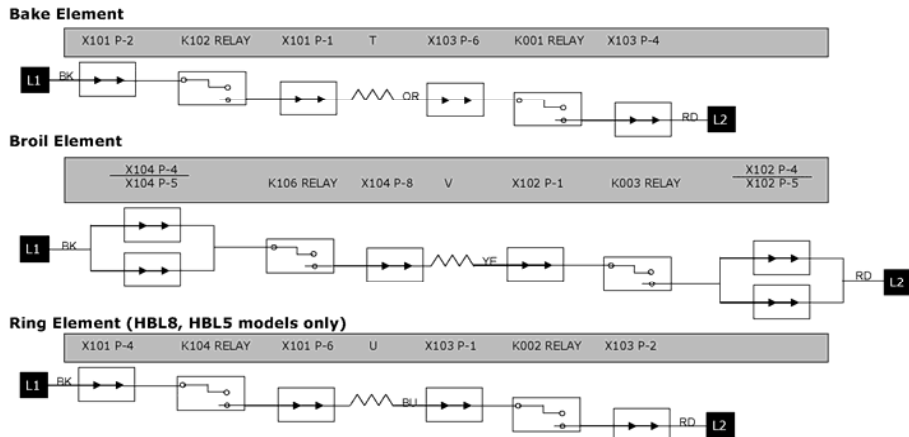 Bake Element
X101 P-2 K102 RELAY X101 P-1 T X103 P-6 K001 RELAY X103 P-4
L1 BK OR RD L2
Broil Element
X104 P-4 X102 P-4
X104 P-5 K106 RELAY X104 P-8 V X102 P-1 K003 RELAY X102 P-5
L1 BK YE RD L2
Ring Element (HBL8, HBL5 models only)
X101 P-4 K104 RELAY X101 P-6 U X103 P-1 K002 RELAY X103 P-2
L1 BK BU RD L2